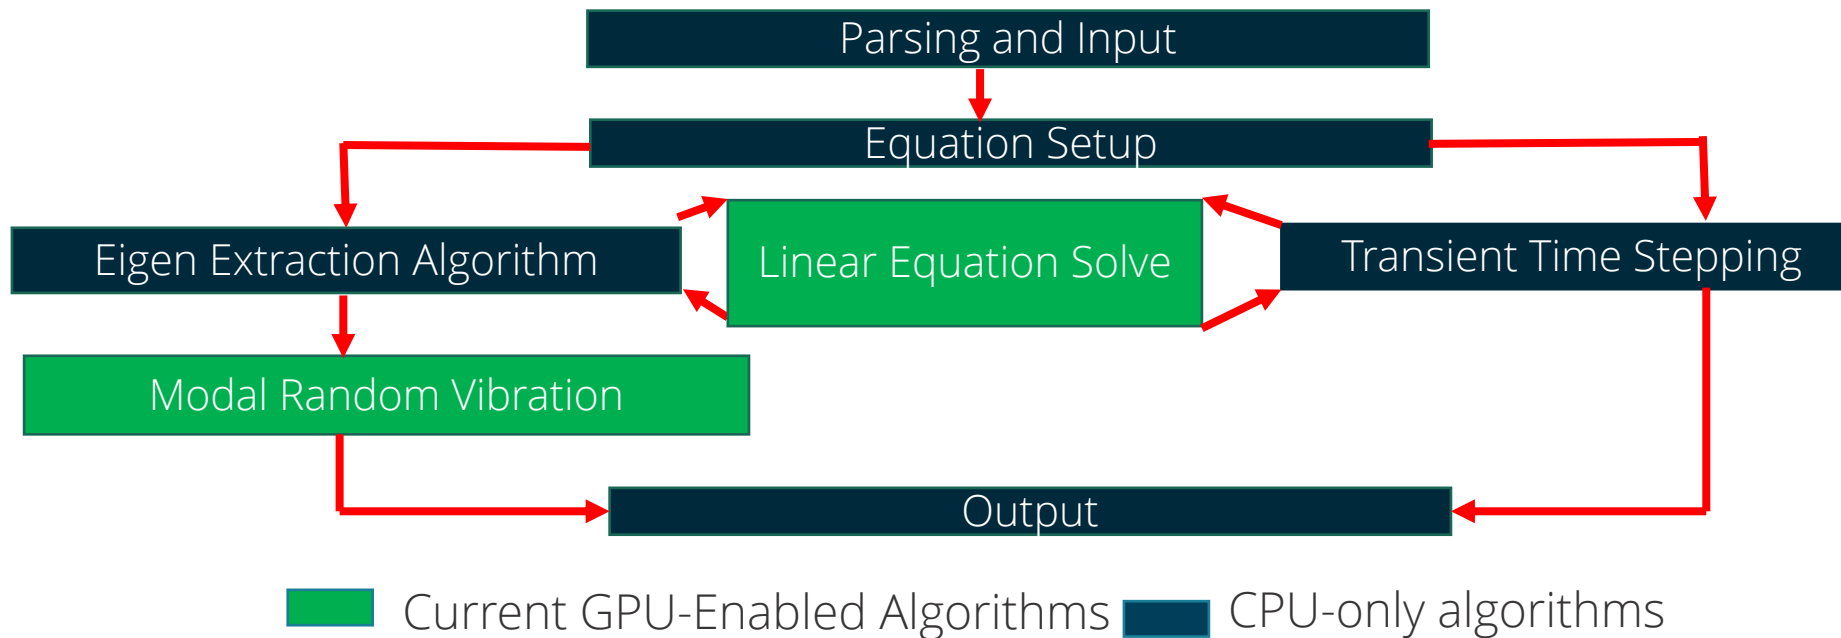 Parsing and Input
Equation Setup
Eigen Extraction Algorithm
Linear Equation Solve
Transient Time Stepping
Modal Random Vibration
Output
Current GPU-Enabled Algorithms
CPU-only algorithms